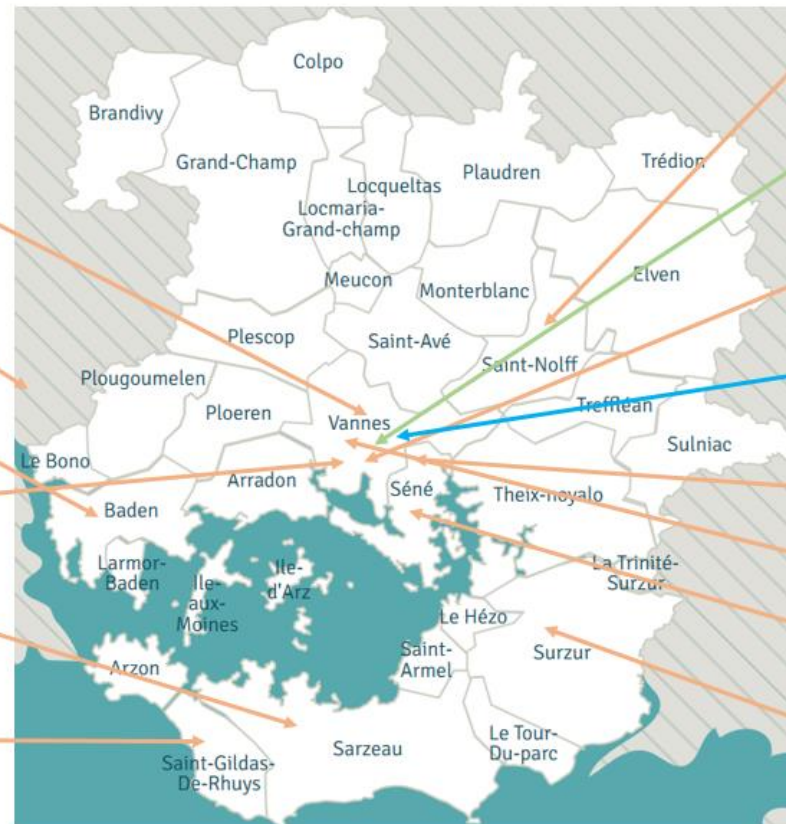 Colpo
Brandivy
Grand-Champ
Locqueltas
Plaudren
Trédion
Locmaria-
Grand-champ
Meucon
Monterblanc
Elven
Plescop
Saint-Avé
Saint-Nolff
Plougoumelen
Ploeren
Vannes
Treffléan
Sulniac
Le Bono
Arradon
Séné
Theix-noyalo
Baden
Larmor-
Baden
Ile-
aux-
Moines
Ile-
d'Arz
La Trinité-
Surzur
Le Hézo
Saint-
Armel
Surzur
Arzon
Sarzeau
Le Tour-
Du-parc
Saint-Gildas-
De-Rhuys